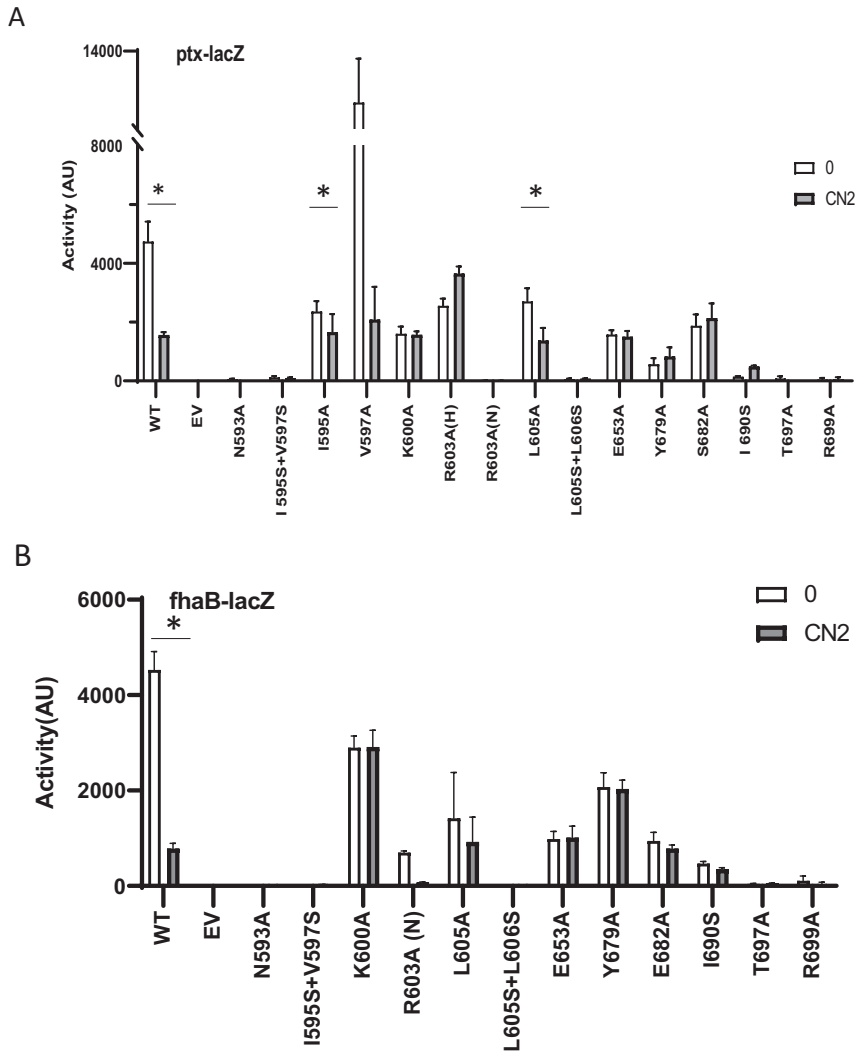 A
ptx-lacZ
14000
8000
4000
0
Activity (AU)
*
*
*
0
CN2
WT
EV
N593A
I 595S+V597S
I595A
V597A
K600A
R603A(H)
R603A(N)
L605A
L605S+L606S
E653A
Y679A
S682A
I 690S
T697A
R699A
B
fhaB-lacZ
6000
4000
2000
0
Activity(AU)
*
0
CN2
WT
EV
N593A
I595S+V597S
K600A
R603A (N)
L605A
L605S+L606S
E653A
Y679A
E682A
I690S
T697A
R699A